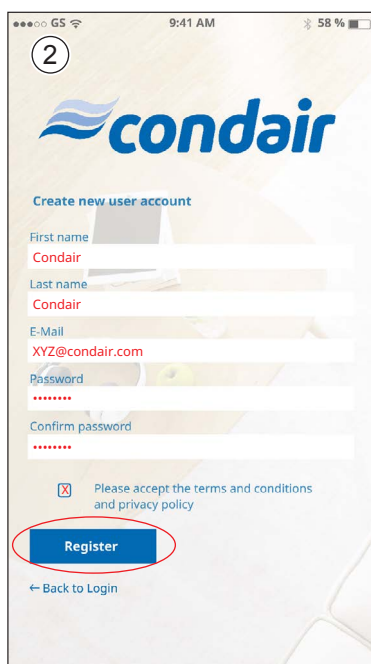 ●●●○○ GS 9:41 AM 58 %
2
condair
Create new user account
First name
Condair
Last name
Condair
E-Mail
XYZ@condair.com
Password
••••••••
Confirm password
••••••••
X Please accept the terms and conditions
and privacy policy
Register
← Back to Login